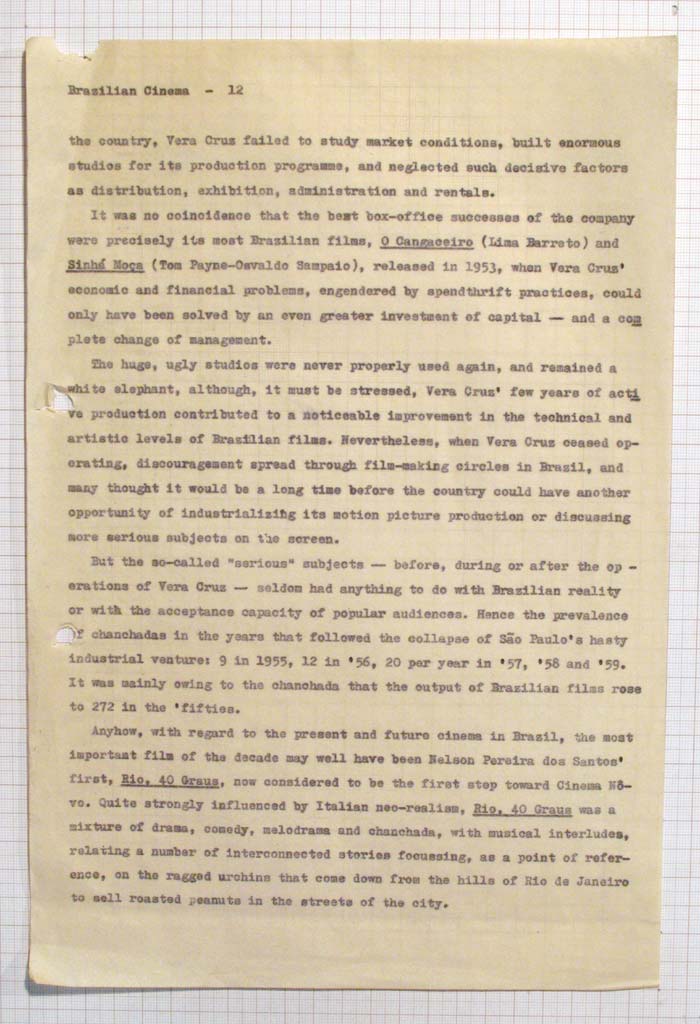 Brazilian Cinema - 12
the country, Vera Cruz failed to study market conditions, built enormous
studios for its production programme, and neglected such decisive factors
as distribution, exhibition, administration and rentals.
It was no coincidence that the best box-office successes of the company
were precisely its most Brazilian films, O Cangaceiro (Lima Barreto) and
Sinhá Moça (Tom Payne-Osvaldo Sampaio), released in 1953, when Vera Cruz'
economic and financial problems, engendered by spendthrift practices, could
only have been solved by an even greater investment of capital — and a com
plete change of management.
The huge, ugly studios were never properly used again, and remained a
white elephant, although, it must be stressed, Vera Cruz' few years of acti
ve production contributed to a noticeable improvement in the technical and
artistic levels of Brazilian films. Nevertheless, when Vera Cruz ceased op-
erating, discouragement spread through film-making circles in Brazil, and
many thought it would be a long time before the country could have another
opportunity of industrializing its motion picture production or discussing
more serious subjects on the screen.
But the so-called "serious" subjects — before, during or after the op -
erations of Vera Cruz — seldom had anything to do with Brazilian reality
or with the acceptance capacity of popular audiences. Hence the prevalence
of chanchadas in the years that followed the collapse of São Paulo's hasty
industrial venture: 9 in 1955, 12 in '56, 20 per year in '57, '58 and '59.
It was mainly owing to the chanchada that the output of Brazilian films rose
to 272 in the 'fifties.
Anyhow, with regard to the present and future cinema in Brazil, the most
important film of the decade may well have been Nelson Pereira dos Santos'
first, Rio, 40 Graus, now considered to be the first step toward Cinema Nô-
vo. Quite strongly influenced by Italian neo-realism, Rio, 40 Graus was a
mixture of drama, comedy, melodrama and chanchada, with musical interludes,
relating a number of interconnected stories focussing, as a point of refer-
ence, on the ragged urchins that come down from the hills of Rio de Janeiro
to sell roasted peanuts in the streets of the city.